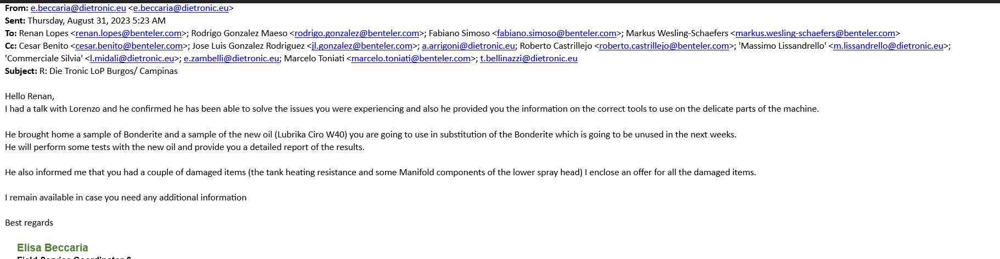 From: e.beccaria@dietronic.eu <e.beccaria@dietronic.eu>
Sent: Thursday, August 31, 2023 5:23 AM
To: Renan Lopes <renan.lopes@benteler.com>; Rodrigo Gonzalez Maeso <rodrigo.gonzalez@benteler.com>; Fabiano Simoso <fabiano.simoso@benteler.com>; Markus Wesling-Schaefers <markus.wesling-schaefers@benteler.com>
Cc: Cesar Benito <cesar.benito@benteler.com>; Jose Luis Gonzalez Rodriguez <jl.gonzalez@benteler.com>; a.arrigoni@dietronic.eu; Roberto Castrillejo <roberto.castrillejo@benteler.com>; 'Massimo Lissandrello' <m.lissandrello@dietronic.eu>;
'Commerciale Silvia' <l.midali@dietronic.eu>; e.zambelli@dietronic.eu; Marcelo Toniati <marcelo.toniati@benteler.com>; t.bellinazzi@dietronic.eu
Subject: R: Die Tronic LoP Burgos/ Campinas
Hello Renan,
I had a talk with Lorenzo and he confirmed he has been able to solve the issues you were experiencing and also he provided you the information on the correct tools to use on the delicate parts of the machine.
He brought home a sample of Bonderite and a sample of the new oil (Lubrika Ciro W40) you are going to use in substitution of the Bonderite which is going to be unused in the next weeks.
He will perform some tests with the new oil and provide you a detailed report of the results.
He also informed me that you had a couple of damaged items (the tank heating resistance and some Manifold components of the lower spray head) I enclose an offer for all the damaged items.
I remain available in case you need any additional information
Best regards
Elisa Beccaria
Field Service Coordinator &